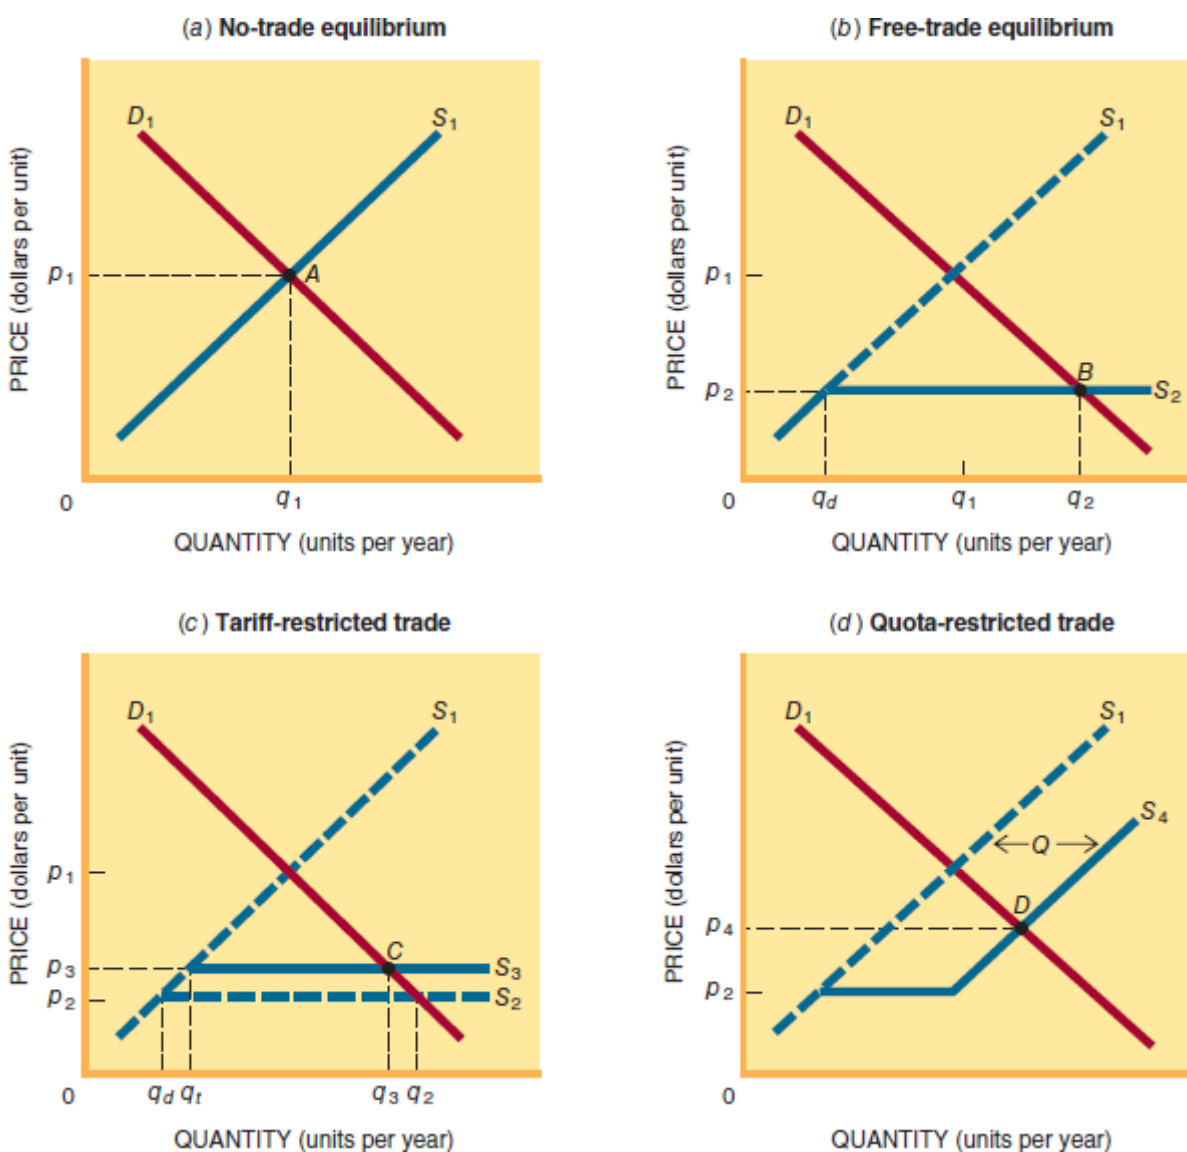 (a) No-trade equilibrium
PRICE (dollars per unit)
D1
S1
p1
A
0
q1
QUANTITY (units per year)
(b) Free-trade equilibrium
PRICE (dollars per unit)
D1
S1
p1
p2
B
S2
0
qd
q1
q2
QUANTITY (units per year)
(c) Tariff-restricted trade
PRICE (dollars per unit)
D1
S1
p1
C
p3
S3
p2
S2
0
qd qt
q3 q2
QUANTITY (units per year)
(d) Quota-restricted trade
PRICE (dollars per unit)
D1
S1
S4
Q
D
p4
p2
0
QUANTITY (units per year)